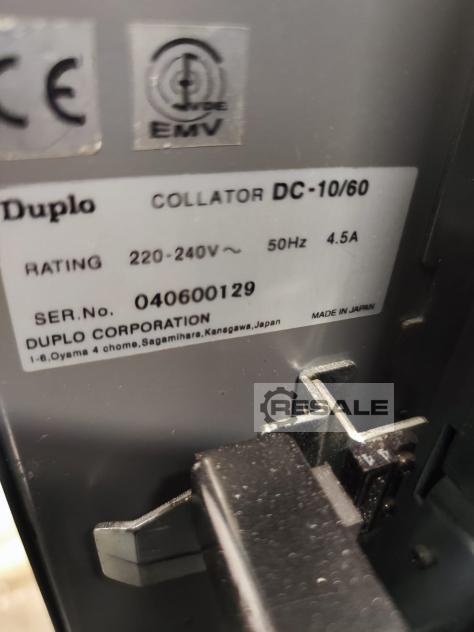 CE
VDE
EMV
Duplo COLLATOR DC-10/60
RATING 220-240V~ 50Hz 4.5A
SER.No. 040600129
DUPLO CORPORATION MADE IN JAPAN
1-6,Oyama 4 chome,Sagamihara,Kanagawa,Japan
RESALE